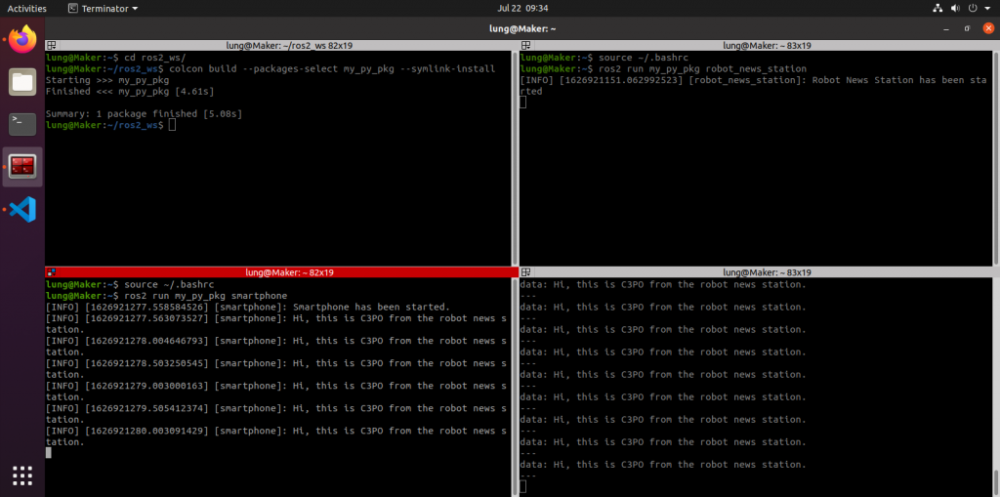 Activities
Terminator
Jul 22 09:34
lung@Maker: ~
lung@Maker: ~/ros2_ws 82x19
lung@Maker:~$ cd ros2_ws/
lung@Maker:~/ros2_ws$ colcon build --packages-select my_py_pkg --symlink-install
Starting >>> my_py_pkg
Finished <<< my_py_pkg [4.61s]
Summary: 1 package finished [5.08s]
lung@Maker:~/ros2_ws$
lung@Maker: ~ 83x19
lung@Maker:~$ source ~/.bashrc
lung@Maker:~$ ros2 run my_py_pkg robot_news_station
[INFO] [1626921151.062992523] [robot_news_station]: Robot News Station has been sta
rted
lung@Maker: ~ 82x19
lung@Maker:~$ source ~/.bashrc
lung@Maker:~$ ros2 run my_py_pkg smartphone
[INFO] [1626921277.558584526] [smartphone]: Smartphone has been started.
[INFO] [1626921277.563073527] [smartphone]: Hi, this is C3PO from the robot news s
tation.
[INFO] [1626921278.004646793] [smartphone]: Hi, this is C3PO from the robot news s
tation.
[INFO] [1626921278.503250545] [smartphone]: Hi, this is C3PO from the robot news s
tation.
[INFO] [1626921279.003000163] [smartphone]: Hi, this is C3PO from the robot news s
tation.
[INFO] [1626921279.505412374] [smartphone]: Hi, this is C3PO from the robot news s
tation.
[INFO] [1626921280.003091429] [smartphone]: Hi, this is C3PO from the robot news s
tation.
lung@Maker: ~ 83x19
data: Hi, this is C3PO from the robot news station.
---
data: Hi, this is C3PO from the robot news station.
---
data: Hi, this is C3PO from the robot news station.
---
data: Hi, this is C3PO from the robot news station.
---
data: Hi, this is C3PO from the robot news station.
---
data: Hi, this is C3PO from the robot news station.
---
data: Hi, this is C3PO from the robot news station.
---
data: Hi, this is C3PO from the robot news station.
---
data: Hi, this is C3PO from the robot news station.
---